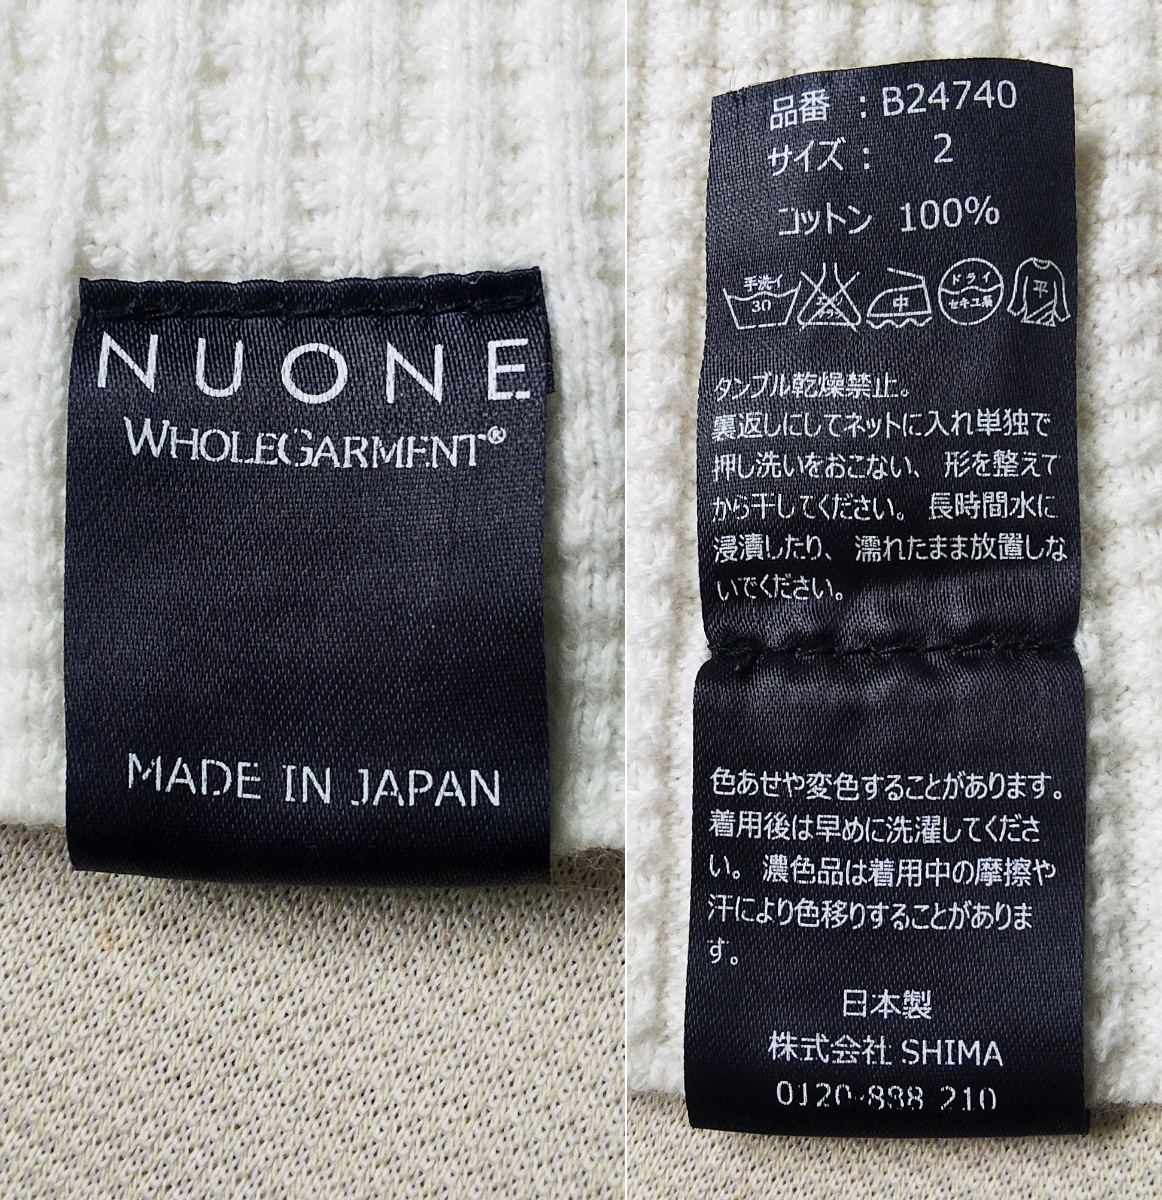 NUONE
WHOLEGARMENT®
MADE IN JAPAN
品番 : B24740
サイズ : 2
コットン 100%
手洗イ 30 エンソサラシ 中 ドライ セキユ系 平
タンブル乾燥禁止。
裏返しにしてネットに入れ単独で
押し洗いをおこない、 形を整えて
から干してください。 長時間水に
浸漬したり、 濡れたまま放置しな
いでください。
色あせや変色することがあります。
着用後は早めに洗濯してくださ
い。 濃色品は着用中の摩擦や
汗により色移りすることがありま
す。
日本製
株式会社 SHIMA
0120-838 210